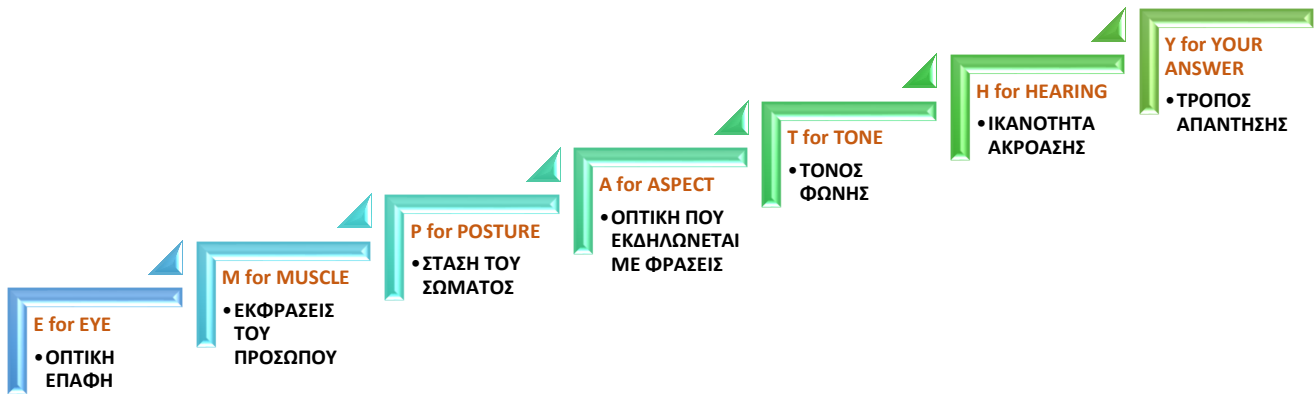 E for EYE
•ΟΠΤΙΚΗ
ΕΠΑΦΗ
M for MUSCLE
•ΕΚΦΡΑΣΕΙΣ
ΤΟΥ
ΠΡΟΣΩΠΟΥ
P for POSTURE
•ΣΤΑΣΗ ΤΟΥ
ΣΩΜΑΤΟΣ
A for ASPECT
•ΟΠΤΙΚΗ ΠΟΥ
ΕΚΔΗΛΩΝΕΤΑΙ
ΜΕ ΦΡΑΣΕΙΣ
T for TONE
•ΤΟΝΟΣ
ΦΩΝΗΣ
H for HEARING
•ΙΚΑΝΟΤΗΤΑ
ΑΚΡΟΑΣΗΣ
Y for YOUR
ANSWER
•ΤΡΟΠΟΣ
ΑΠΑΝΤΗΣΗΣ